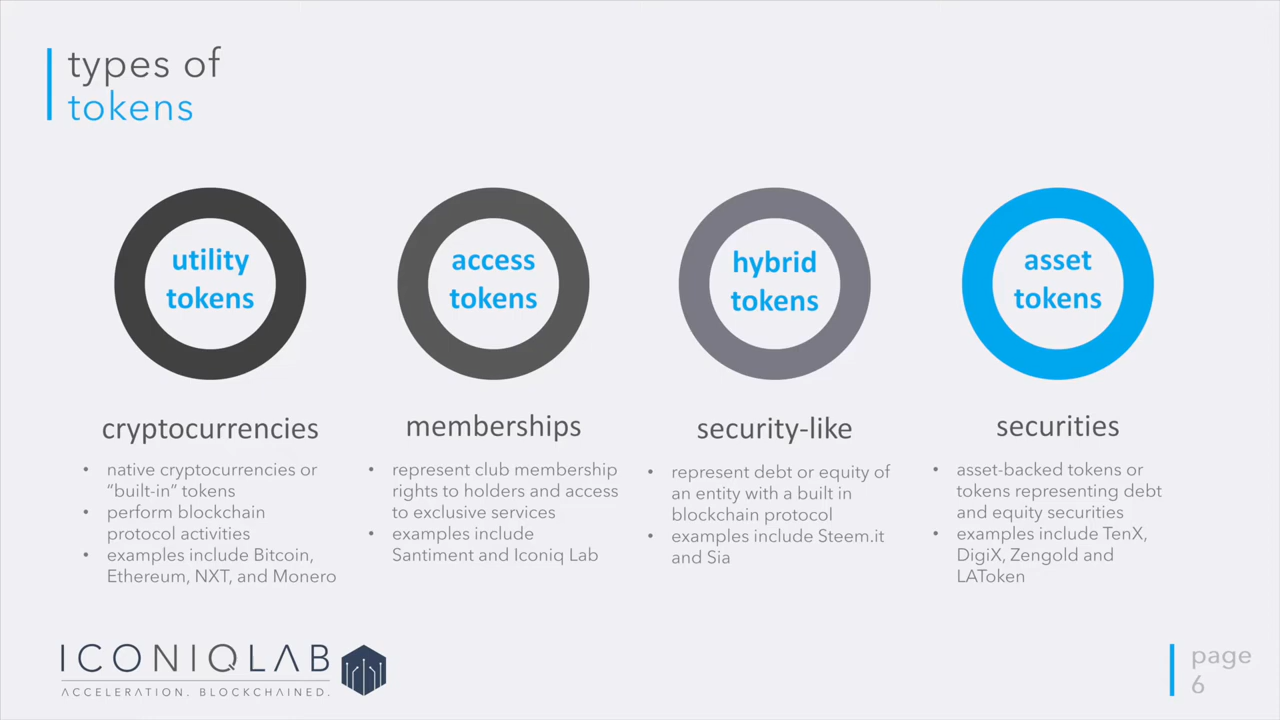 types of
tokens
utility
tokens
cryptocurrencies
• native cryptocurrencies or
“built-in” tokens
• perform blockchain
protocol activities
• examples include Bitcoin,
Ethereum, NXT, and Monero
access
tokens
memberships
• represent club membership
rights to holders and access
to exclusive services
• examples include
Santiment and Iconiq Lab
hybrid
tokens
security-like
• represent debt or equity of
an entity with a built in
blockchain protocol
• examples include Steem.it
and Sia
asset
tokens
securities
• asset-backed tokens or
tokens representing debt
and equity securities
• examples include TenX,
DigiX, Zengold and
LAToken
ICONIQLAB
ACCELERATION. BLOCKCHAINED.
page
6